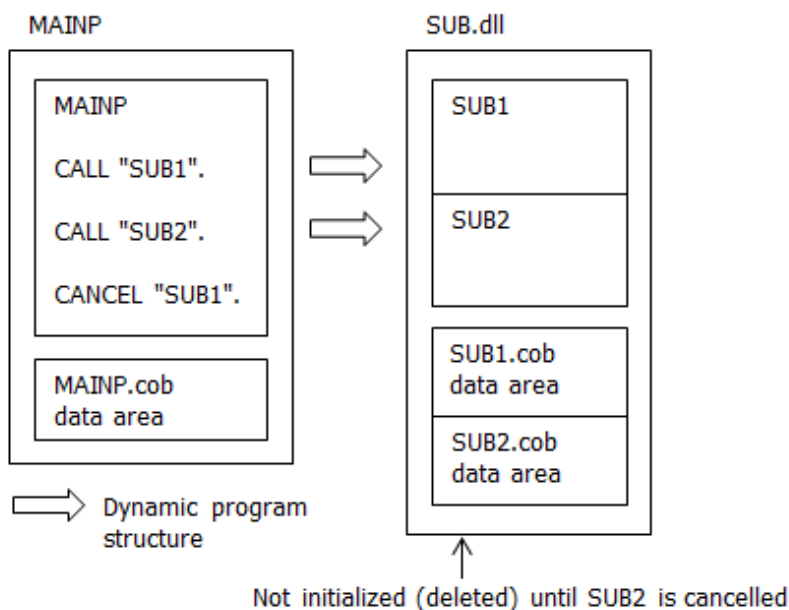 MAINP
MAINP
CALL "SUB1".
CALL "SUB2".
CANCEL "SUB1".
MAINP.cob
data area
SUB.dll
SUB1
SUB2
SUB1.cob
data area
SUB2.cob
data area
Dynamic program
structure
Not initialized (deleted) until SUB2 is cancelled